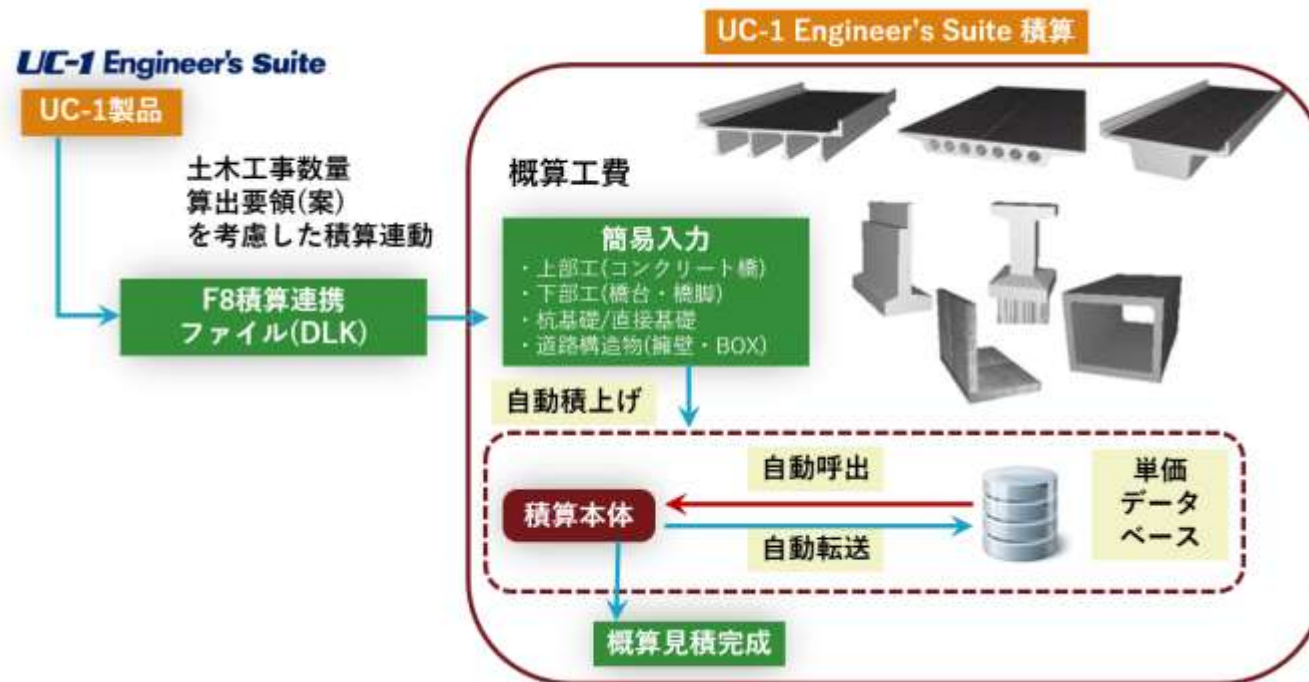 UC-1 Engineer's Suite 積算
UC-1 Engineer's Suite
UC-1製品
土木工事数量
算出要領(案)
を考慮した積算連動
F8積算連携
ファイル(DLK)
概算工費
簡易入力
・上部工(コンクリート橋)
・下部工(橋台・橋脚)
・杭基礎/直接基礎
・道路構造物(擁壁・BOX)
自動積上げ
自動呼出
積算本体
自動転送
単価
データ
ベース
概算見積完成